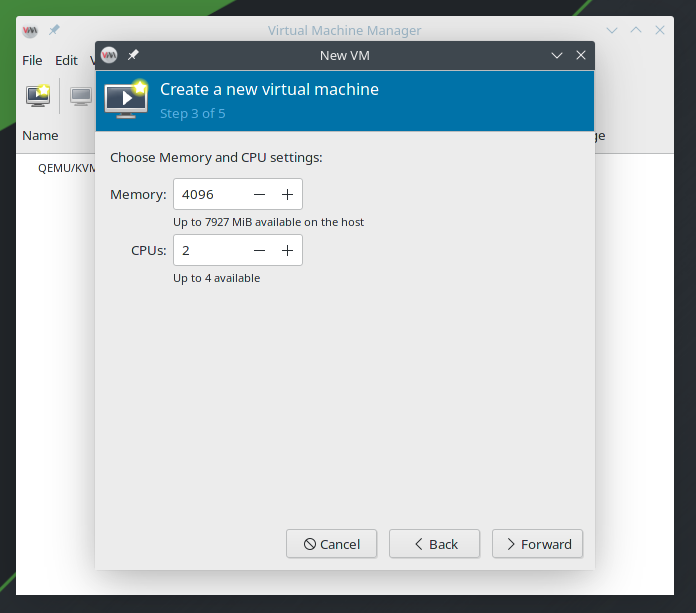 Virtual Machine Manager
New VM
File Edit V
Create a new virtual machine
Step 3 of 5
Name
ge
QEMU/KVM
Choose Memory and CPU settings:
Memory: 4096
Up to 7927 MiB available on the host
CPUs: 2
Up to 4 available
Cancel Back Forward